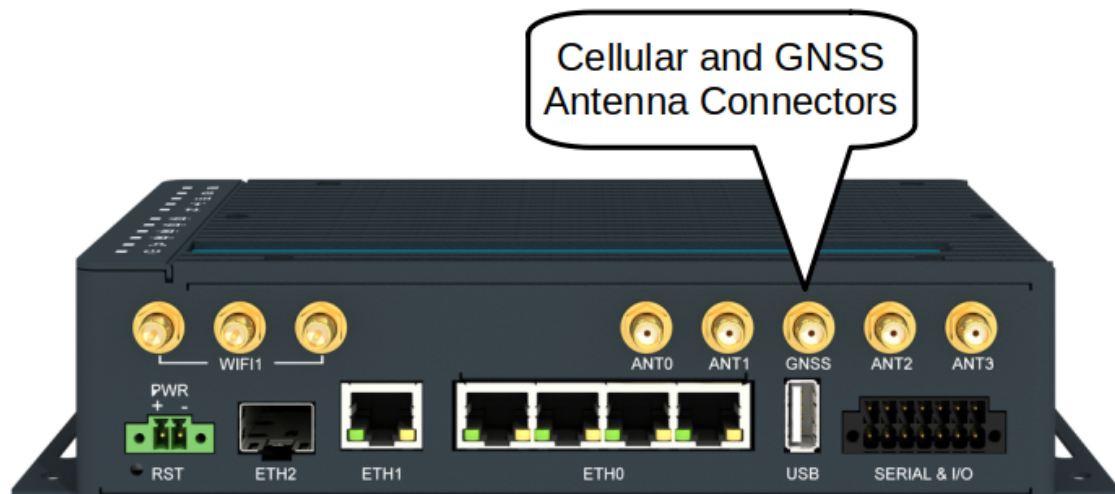 Cellular and GNSS
Antenna Connectors
WIFI1
ANT0 ANT1 GNSS ANT2 ANT3
PWR
+ -
RST ETH2 ETH1 ETH0 USB SERIAL & I/O